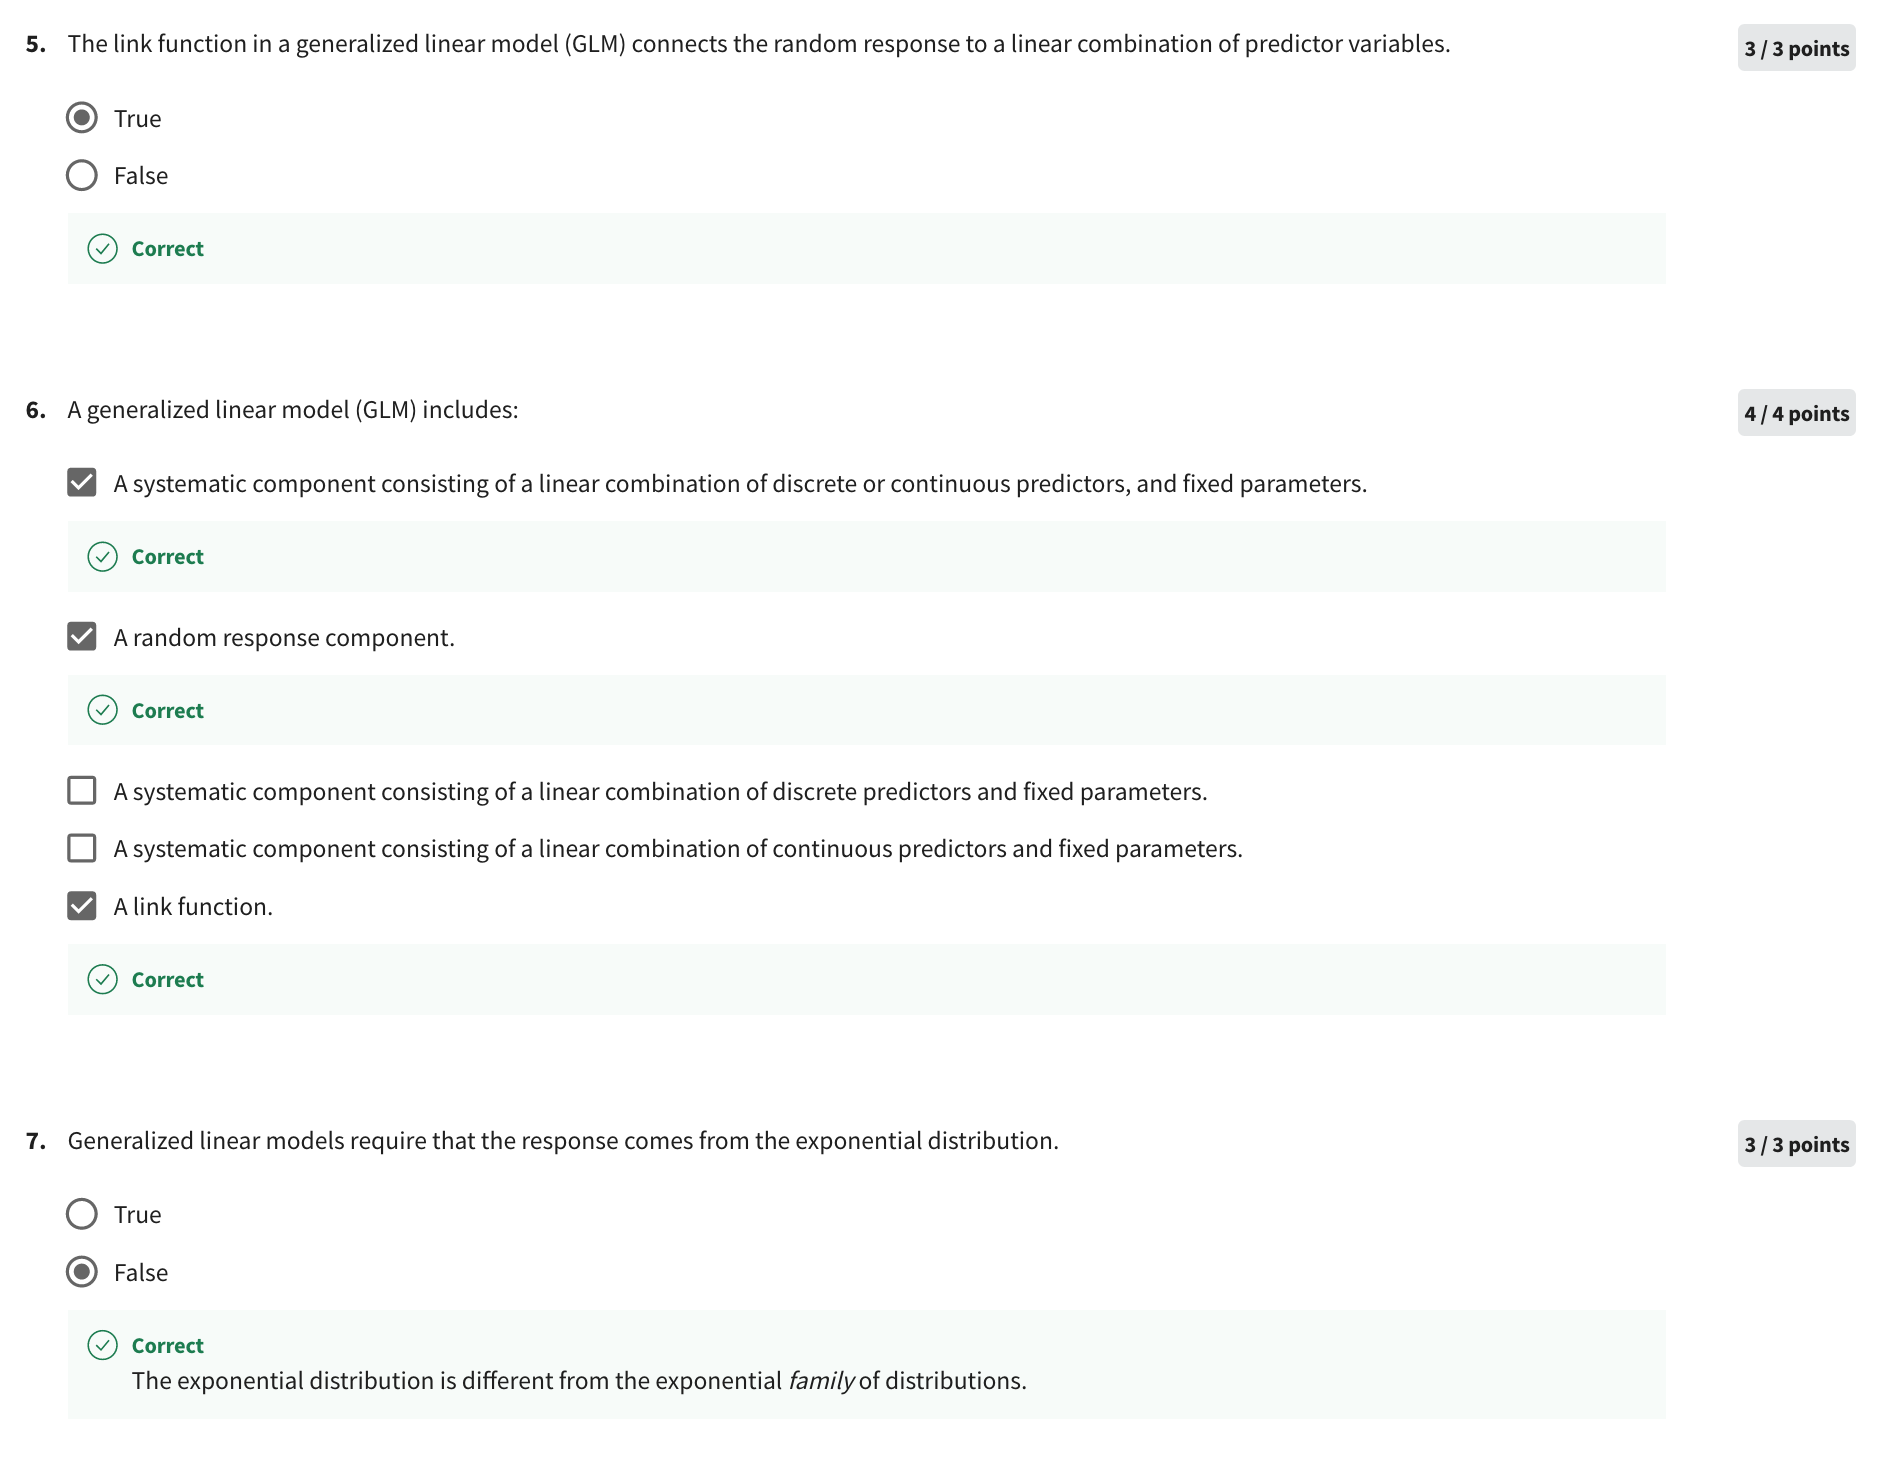 5. The link function in a generalized linear model (GLM) connects the random response to a linear combination of predictor variables.
3 / 3 points
True
False
Correct
6. A generalized linear model (GLM) includes:
4 / 4 points
A systematic component consisting of a linear combination of discrete or continuous predictors, and fixed parameters.
Correct
A random response component.
Correct
A systematic component consisting of a linear combination of discrete predictors and fixed parameters.
A systematic component consisting of a linear combination of continuous predictors and fixed parameters.
A link function.
Correct
7. Generalized linear models require that the response comes from the exponential distribution.
3 / 3 points
True
False
Correct
The exponential distribution is different from the exponential family of distributions.